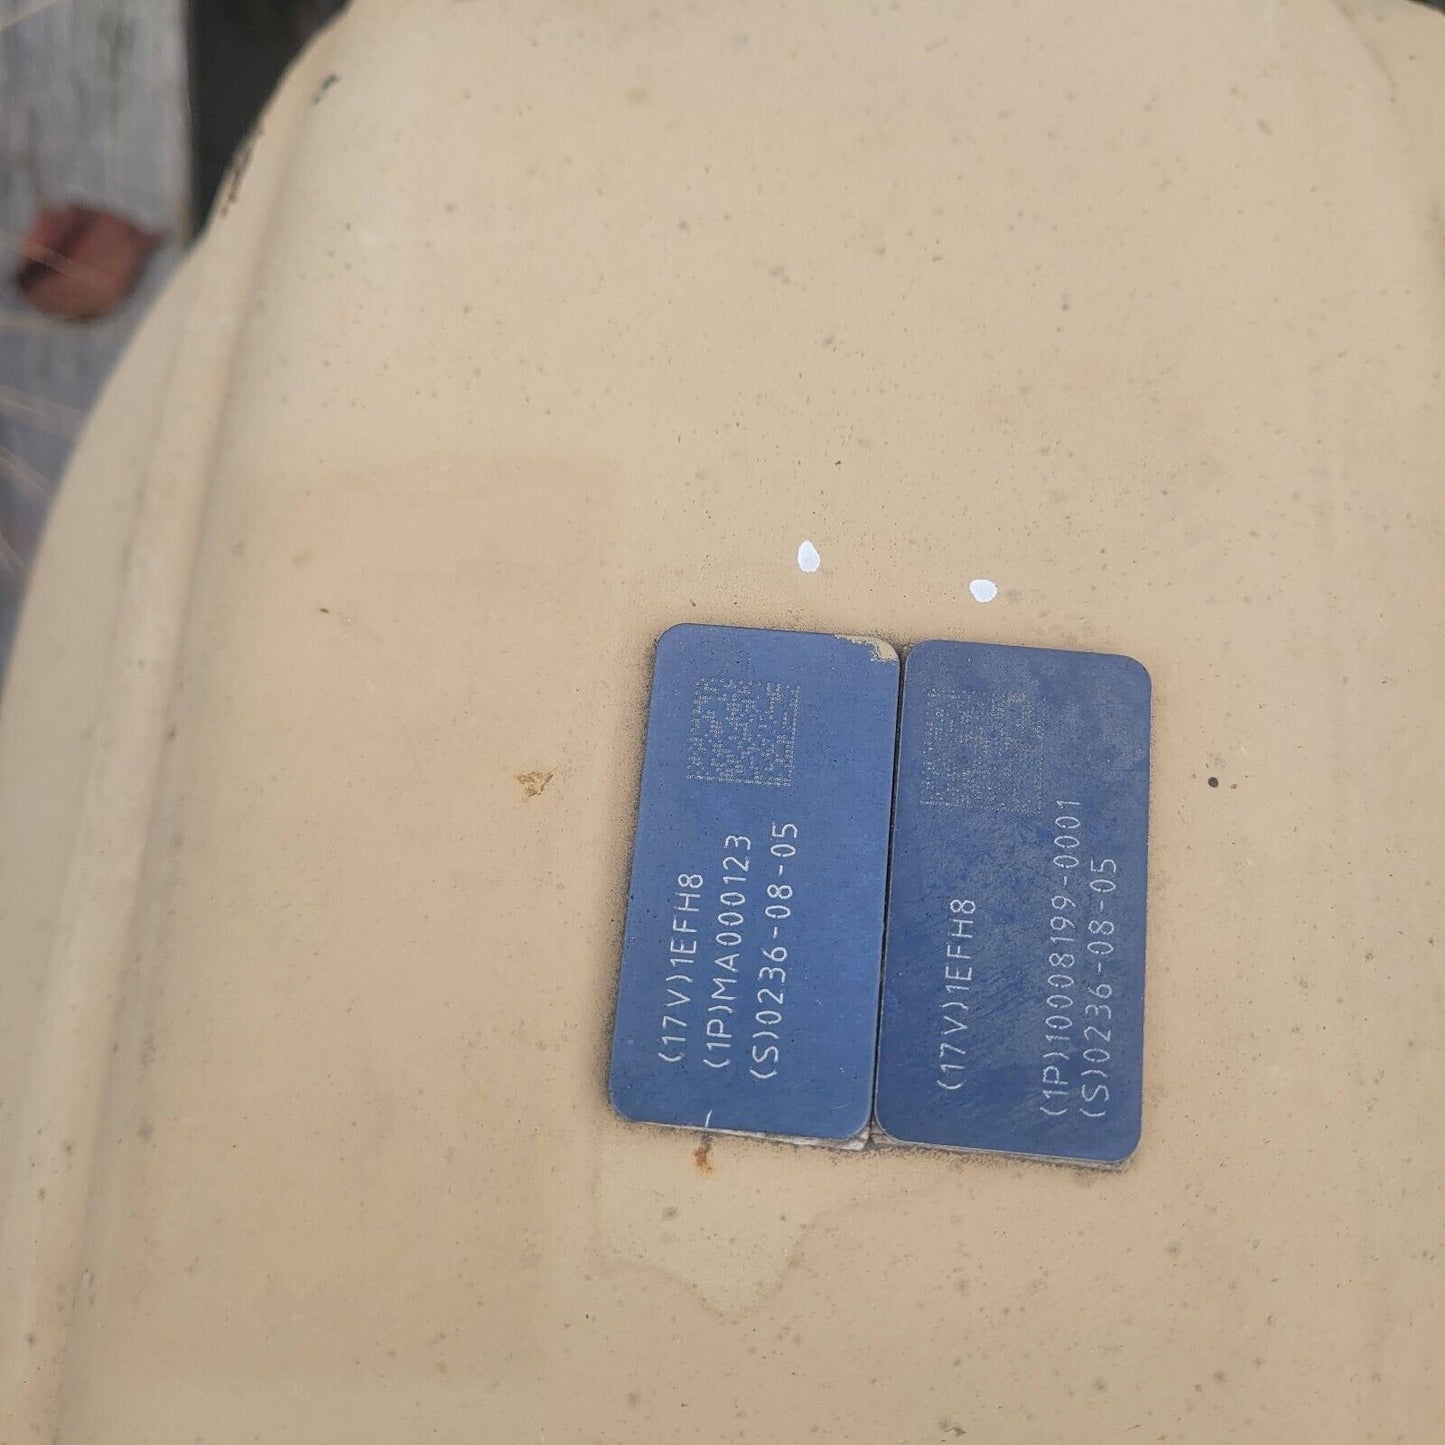 (17V)1EFH8
(1P)MA000123
(S)0236-08-05
(17V)1EFH8
(1P)10008199-0001
(S)0236-08-05